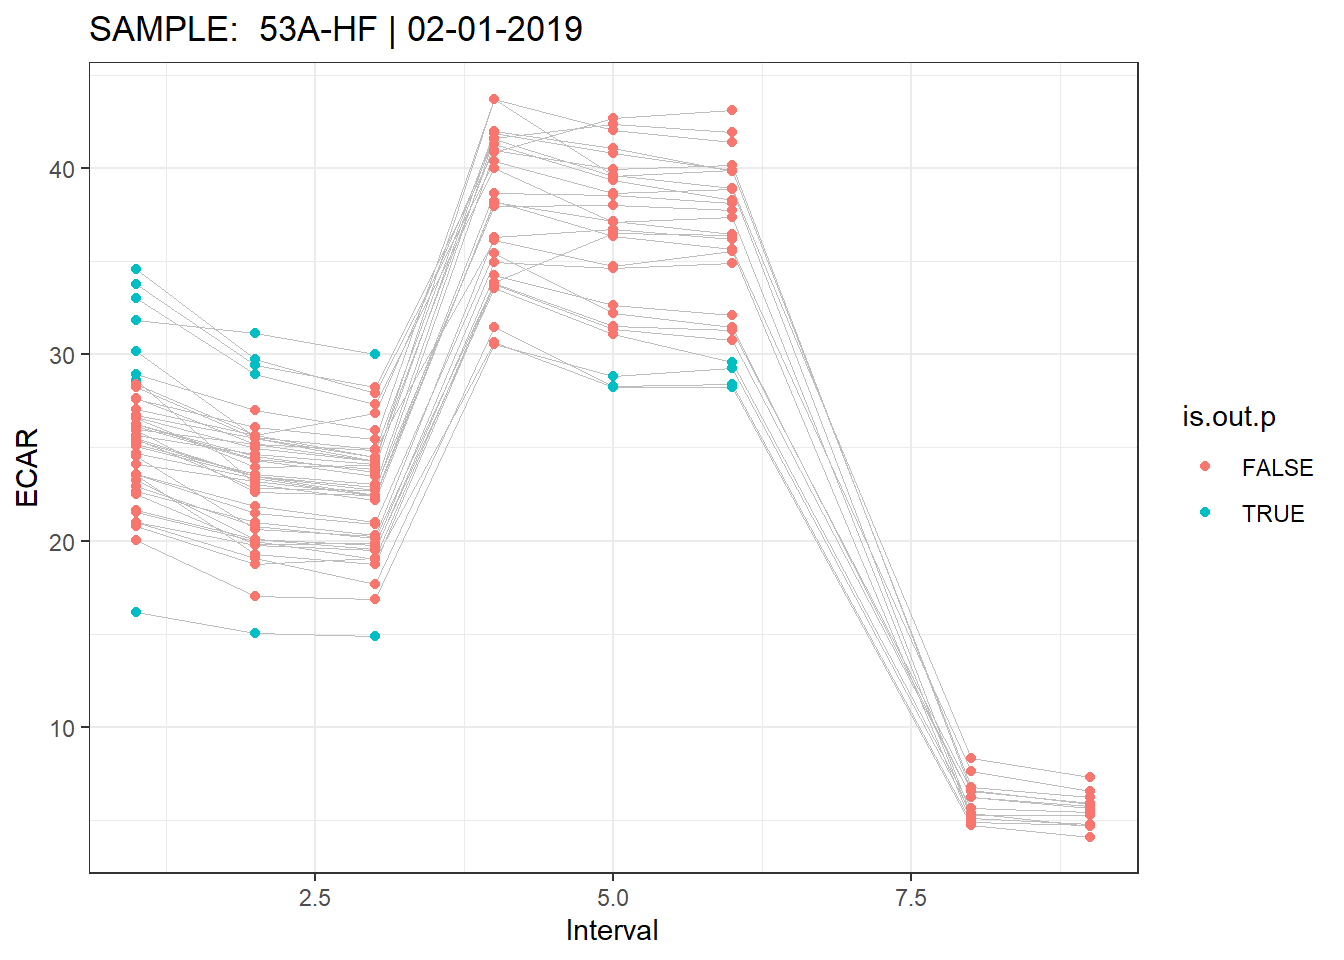 SAMPLE:  53A-HF | 02-01-2019
40
30
20
10
ECAR
2.5
5.0
7.5
Interval
is.out.p
FALSE
TRUE